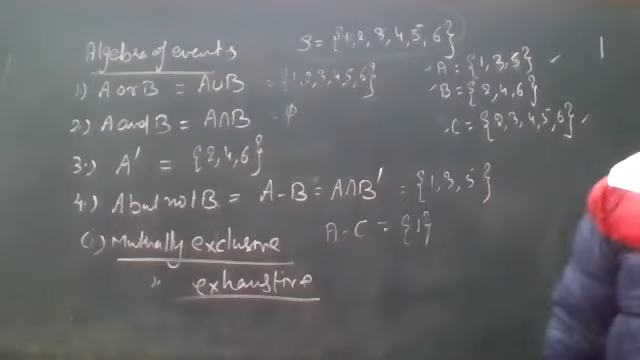 Algebra of events
S = {1, 2, 3, 4, 5, 6}
1) A or B = A∪B = {1, 2, 3, 4, 5, 6}
A = {1, 3, 5}
B = {2, 4, 6}
2) A and B = A∩B = φ
C = {2, 3, 4, 5, 6}
3.) A' = {2, 4, 6}
4.) A but not B = A-B = A∩B' = {1, 3, 5}
A-C = {1}
(i) Mutually exclusive
" exhaustive